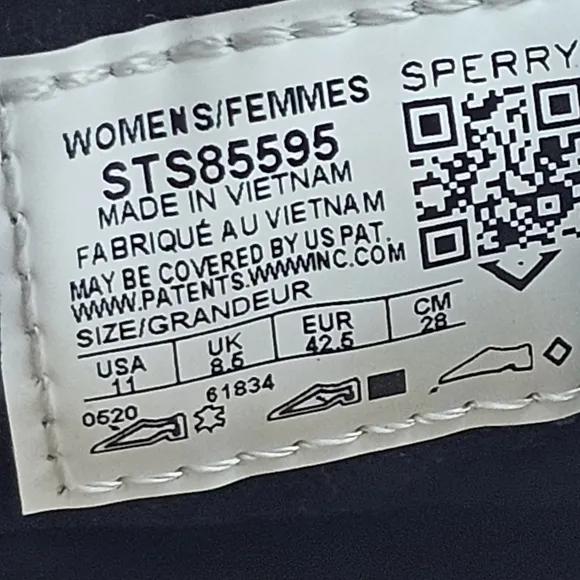 SPERRY
WOMENS/FEMMES
STS85595
MADE IN VIETNAM
FABRIQUÉ AU VIETNAM
MAY BE COVERED BY US PAT.
WWW.PATENTS.WWWINC.COM
SIZE/GRANDEUR
USA UK EUR CM
11 8.5 42.5 28
0520 61834